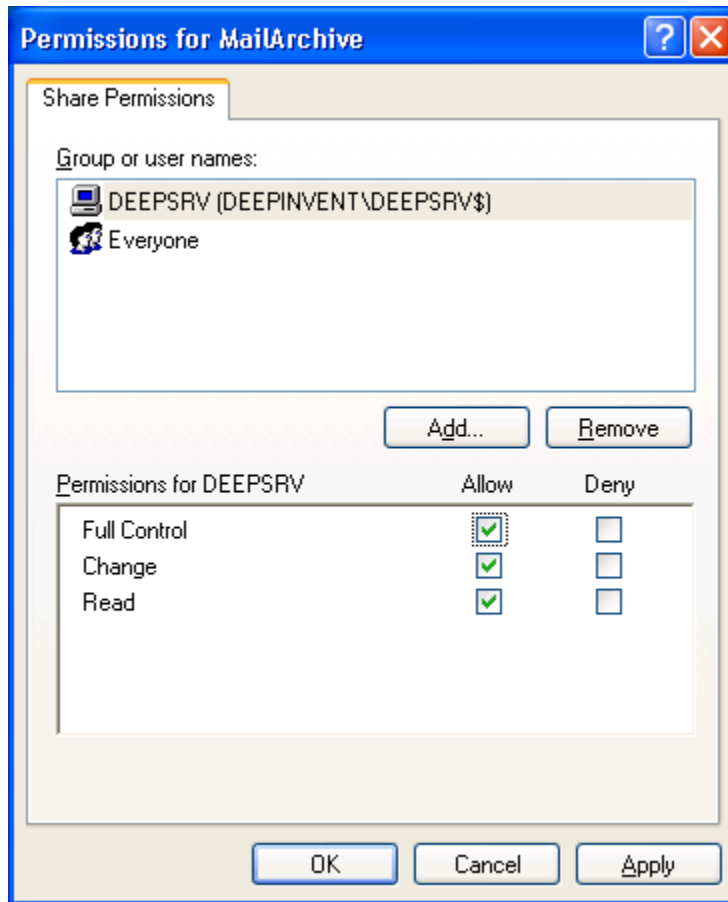 Permissions for MailArchive
Share Permissions
Group or user names:
DEEPSRV (DEEPINVENT\DEEPSRV$)
Everyone
Add... Remove
Permissions for DEEPSRV Allow Deny
Full Control
Change
Read
OK Cancel Apply